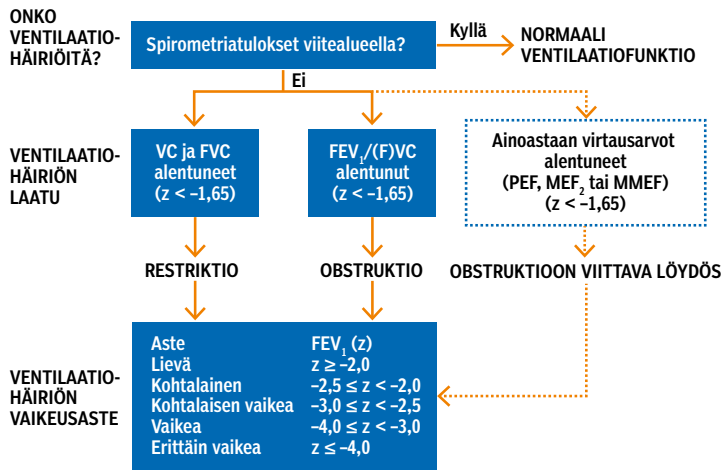 ONKO
VENTILAATIO-
HÄIRIÖITÄ?
Spirometriatulokset viitealueella?
Kyllä
NORMAALI
VENTILAATIOFUNKTIO
Ei
VENTILAATIO-
HÄIRIÖN
LAATU
VC ja FVC
alentuneet
(z < –1,65)
FEV₁/(F)VC
alentunut
(z < –1,65)
Ainoastaan virtausarvot
alentuneet
(PEF, MEF₂ tai MMEF)
(z < –1,65)
RESTRIKTIO
OBSTRUKTIO
OBSTRUKTIOON VIITTAVA LÖYDÖS
VENTILAATIO-
HÄIRIÖN
VAIKEUSASTE
Aste FEV₁ (z)
Lievä z ≥ –2,0
Kohtalainen –2,5 ≤ z < –2,0
Kohtalaisen vaikea –3,0 ≤ z < –2,5
Vaikea –4,0 ≤ z < –3,0
Erittäin vaikea z ≤ –4,0